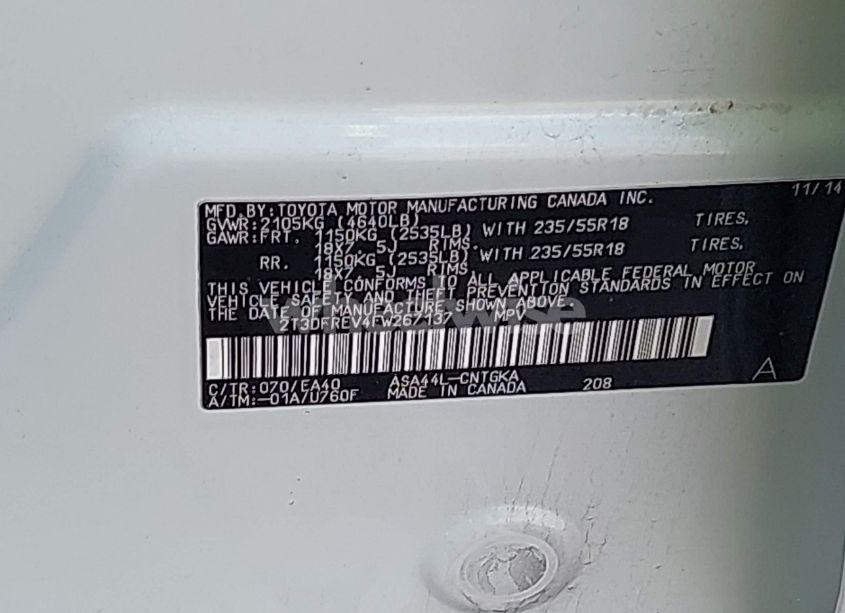 11/14
MFD.BY:TOYOTA MOTOR MANUFACTURING CANADA INC.
GVWR:2105KG (4640LB)
GAWR:FRT. 1150KG (2535LB) WITH 235/55R18 TIRES,
18X7. 5J RIMS.
RR. 1150KG (2535LB) WITH 235/55R18 TIRES,
18X7. 5J RIMS.
THIS VEHICLE CONFORMS TO ALL APPLICABLE FEDERAL MOTOR
VEHICLE SAFETY AND THEFT PREVENTION STANDARDS IN EFFECT ON
THE DATE OF MANUFACTURE SHOWN ABOVE.
2T3DFREV4FW267137 MPV
C/TR:070/EA40 ASA44L-CNTGKA 208 A
A/TM:-01A/U760F MADE IN CANADA